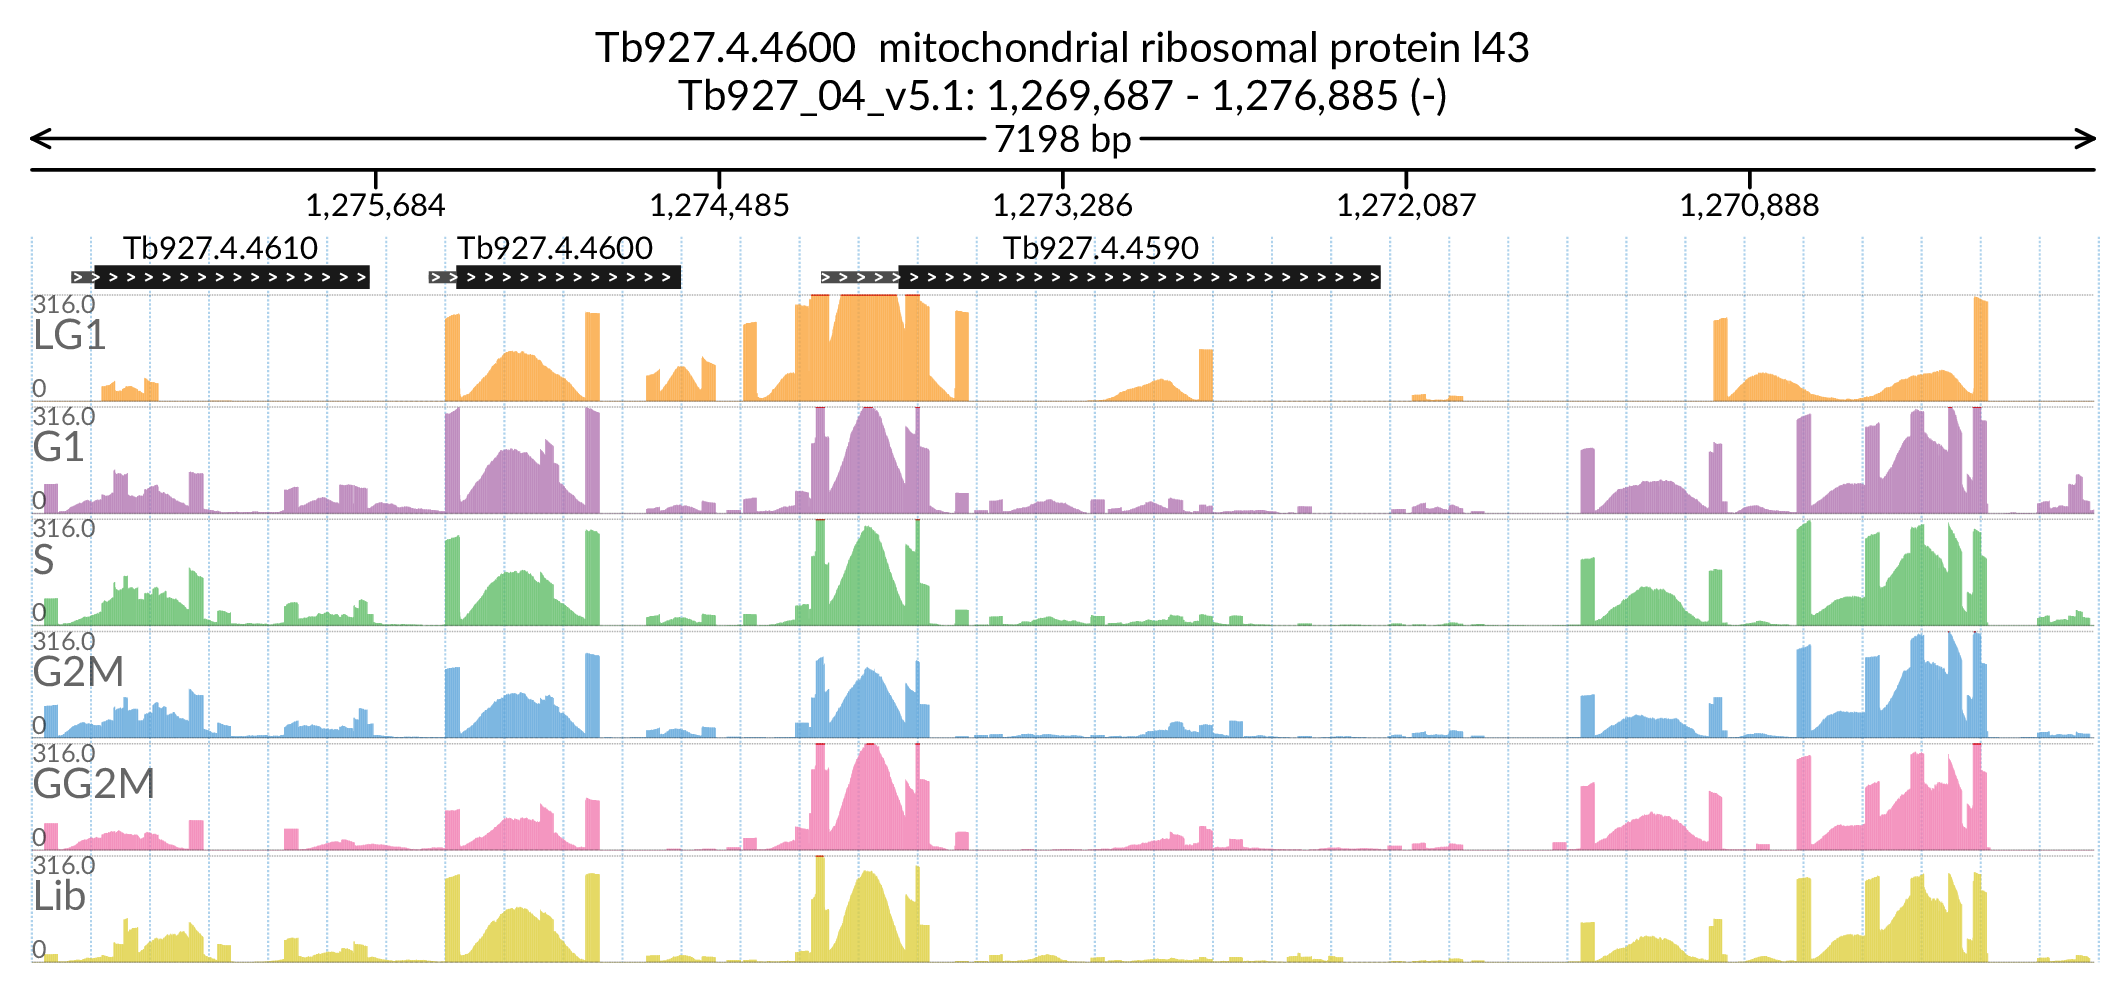 Tb927.4.4600  mitochondrial ribosomal protein l43
Tb927_04_v5.1: 1,269,687 - 1,276,885 (-)
7198 bp
1,275,684 1,274,485 1,273,286 1,272,087 1,270,888
Tb927.4.4610 Tb927.4.4600 Tb927.4.4590
316.0
LG1
0
316.0
G1
0
316.0
S
0
316.0
G2M
0
316.0
GG2M
0
316.0
Lib
0